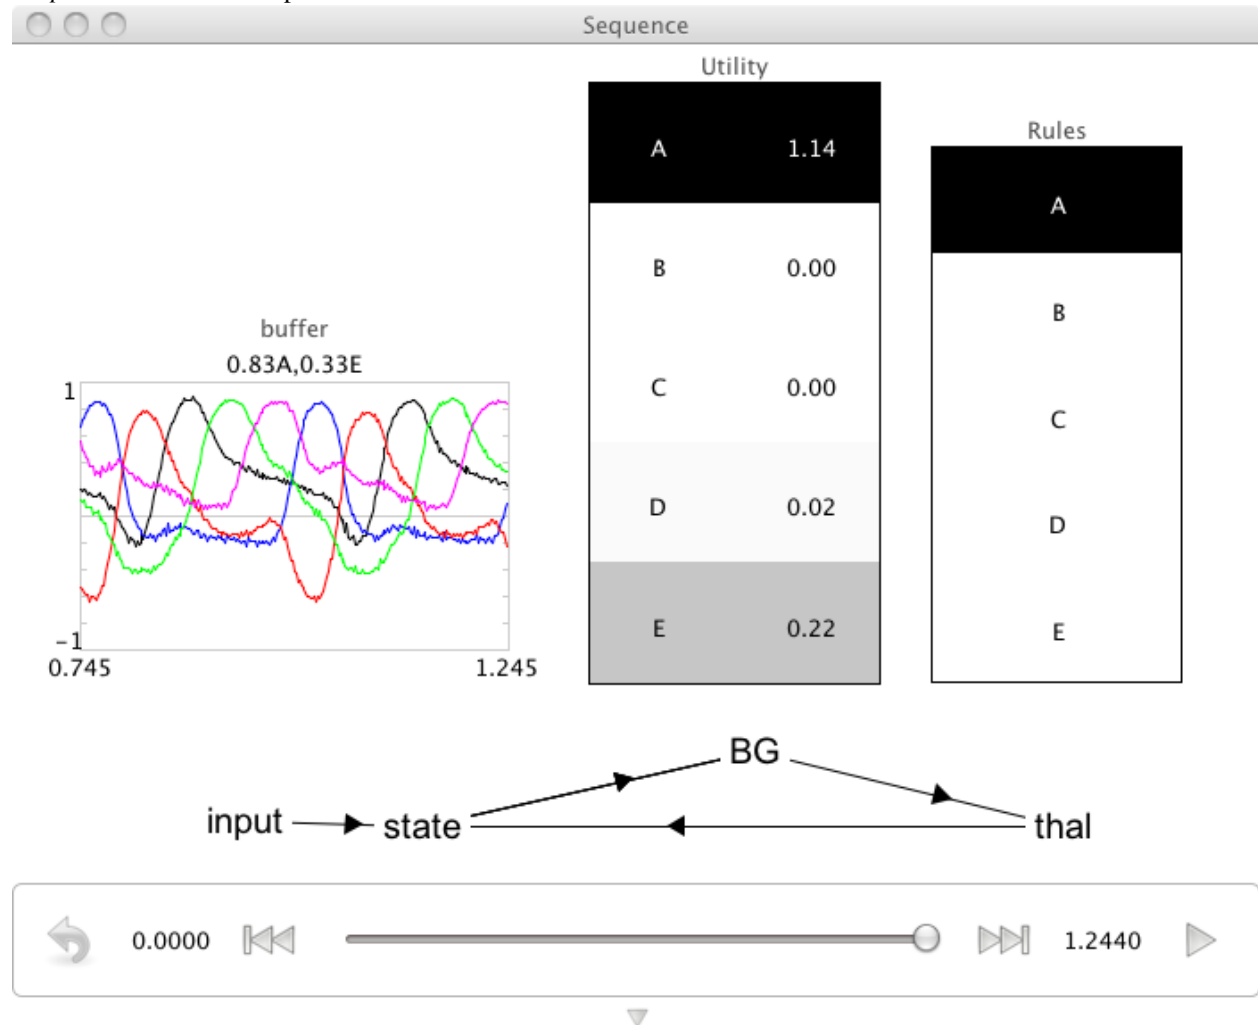 Sequence
Utility
A 1.14
B 0.00
C 0.00
D 0.02
E 0.22
Rules
A
B
C
D
E
buffer
0.83A,0.33E
1
-1
0.745 1.245
BG
input state thal
0.0000 1.2440